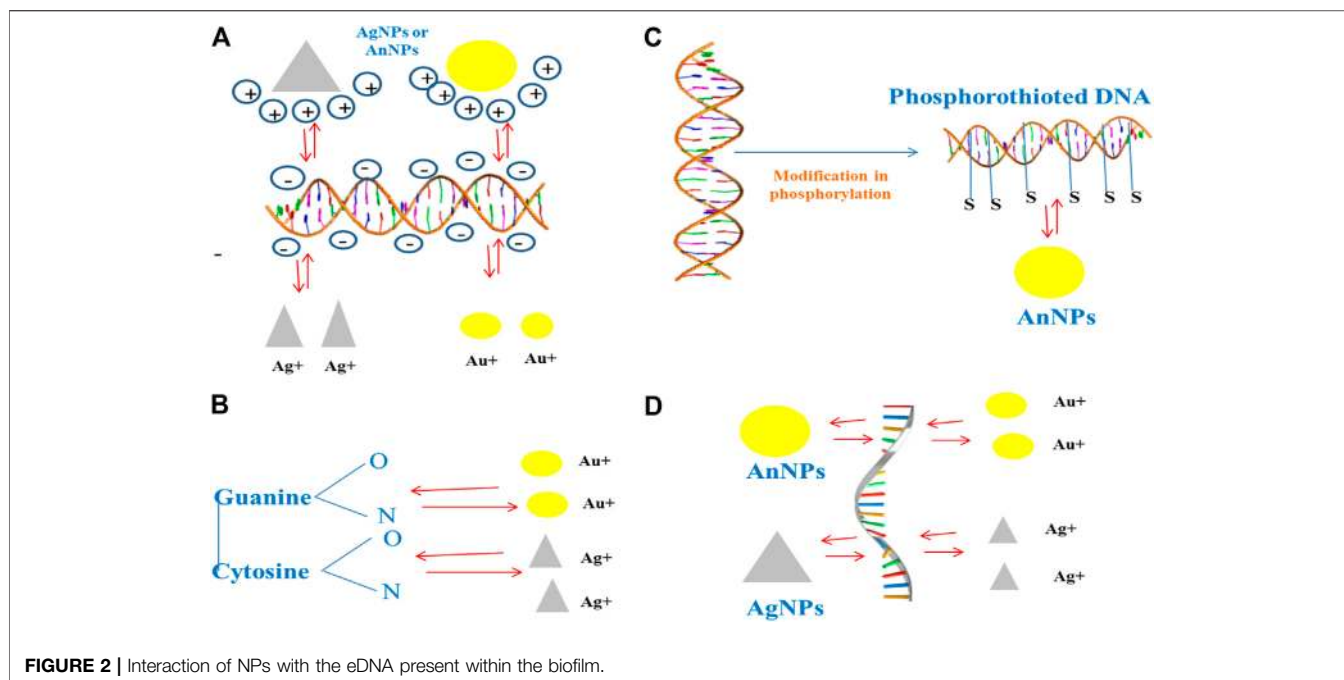 A
AgNPs or
AnNPs
+ + + + +
+ + + + + +
- - - - -
- - - - -
-
Ag+ Ag+ Au+ Au+
B
Guanine
O
N
Cytosine
O
N
Au+
Au+
Ag+
Ag+
C
Phosphorothioted DNA
Modification in
phosphorylation
S S S S S S
AnNPs
D
AnNPs
Au+
Au+
AgNPs
Ag+
Ag+
FIGURE 2 | Interaction of NPs with the eDNA present within the biofilm.